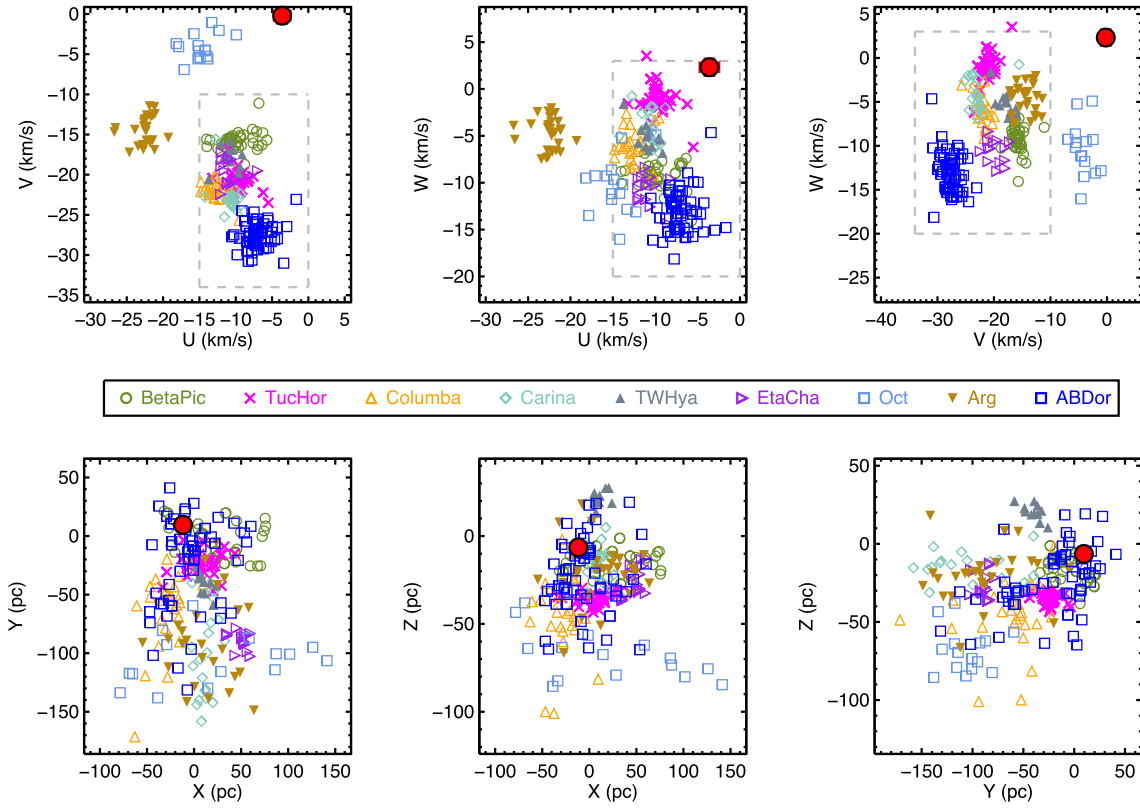 0
−5
−10
−15
−20
−25
−30
−35
V (km/s)
−30 −25 −20 −15 −10 −5 0 5
U (km/s)
5
0
−5
−10
−15
−20
W (km/s)
−30 −25 −20 −15 −10 −5 0
U (km/s)
5
0
−5
−10
−15
−20
−25
W (km/s)
−40 −30 −20 −10 0
V (km/s)
BetaPic TucHor Columba Carina TWHya EtaCha Oct Arg ABDor
50
0
−50
−100
−150
Y (pc)
−100 −50 0 50 100 150
X (pc)
50
0
−50
−100
Z (pc)
−100 −50 0 50 100 150
X (pc)
50
0
−50
−100
Z (pc)
−150 −100 −50 0 50
Y (pc)